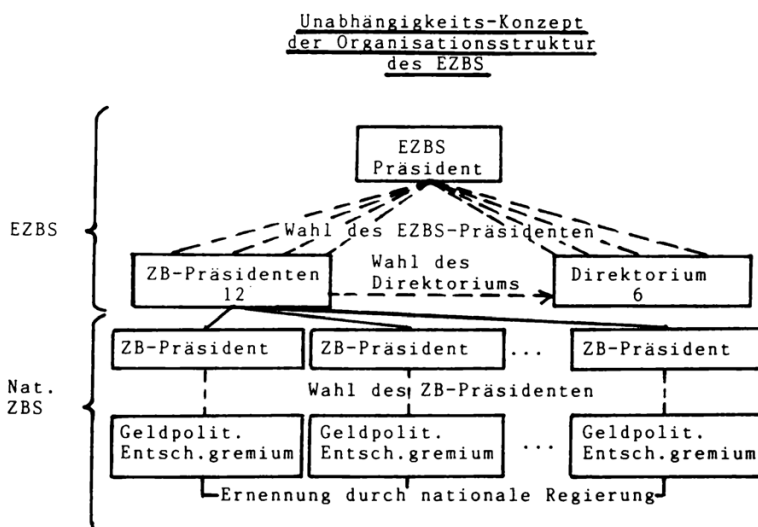 Unabhängigkeits-Konzept
der Organisationsstruktur
des EZBS
EZBS
Präsident
Wahl des EZBS-Präsidenten
EZBS
ZB-Präsidenten
12
Wahl des
Direktoriums
Direktorium
6
ZB-Präsident
ZB-Präsident
...
ZB-Präsident
Nat.
ZBS
Wahl des ZB-Präsidenten
Geldpolit.
Entsch.gremium
Geldpolit.
Entsch.gremium
...
Geldpolit.
Entsch.gremium
Ernennung durch nationale Regierung